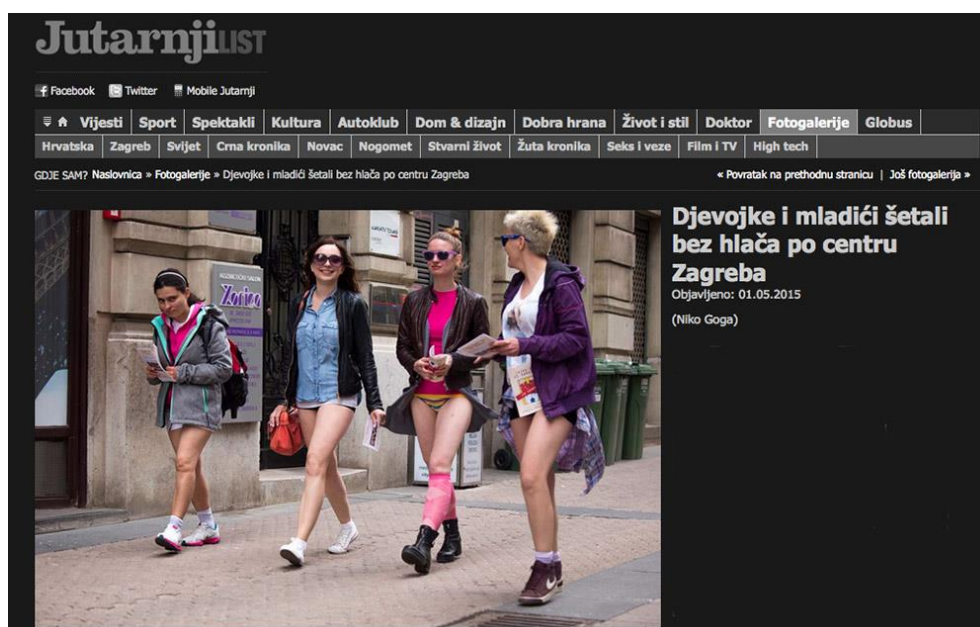 Jutarnji LIST
Facebook Twitter Mobile Jutarnji
Vijesti Sport Spektakli Kultura Autoklub Dom & dizajn Dobra hrana Život i stil Doktor Fotogalerije Globus
Hrvatska Zagreb Svijet Crna kronika Novac Nogomet Stvarni život Žuta kronika Seks i veze Film i TV High tech
GDJE SAM? Naslovnica » Fotogalerije » Djevojke i mladići šetali bez hlača po centru Zagreba
« Povratak na prethodnu stranicu | Još fotogalerija »
Djevojke i mladići šetali
bez hlača po centru
Zagreba
Objavljeno: 01.05.2015
(Niko Goga)
KOZMETIČKI SALON
Zorica